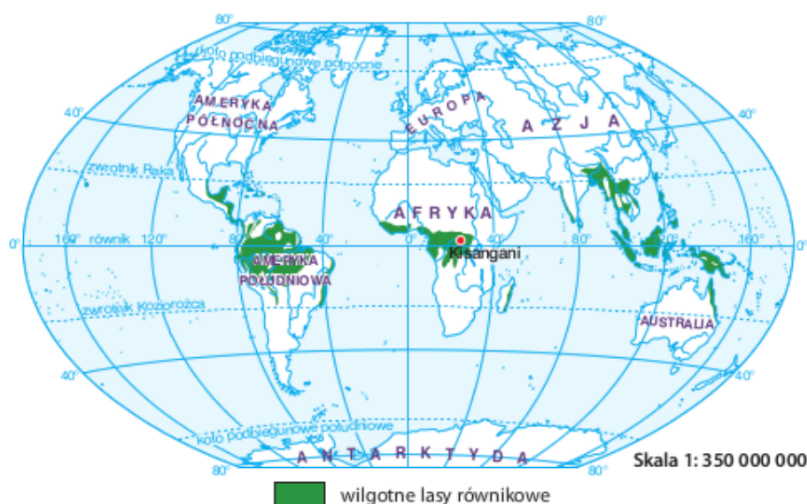 80° 80°
koło podbiegunowe północne
AMERYKA
PÓŁNOCNA
EUROPA
AZJA
40° 40°
zwrotnik Raka
AFRYKA
0° 160° równik 120° 80° 40° 0° 40° 80° 120° 160° 0°
Kisangani
AMERYKA
POŁUDNIOWA
zwrotnik Koziorożca
AUSTRALIA
40° 40°
koło podbiegunowe południowe
ANTARKTYDA
80° 80°
Skala 1: 350 000 000
wilgotne lasy równikowe